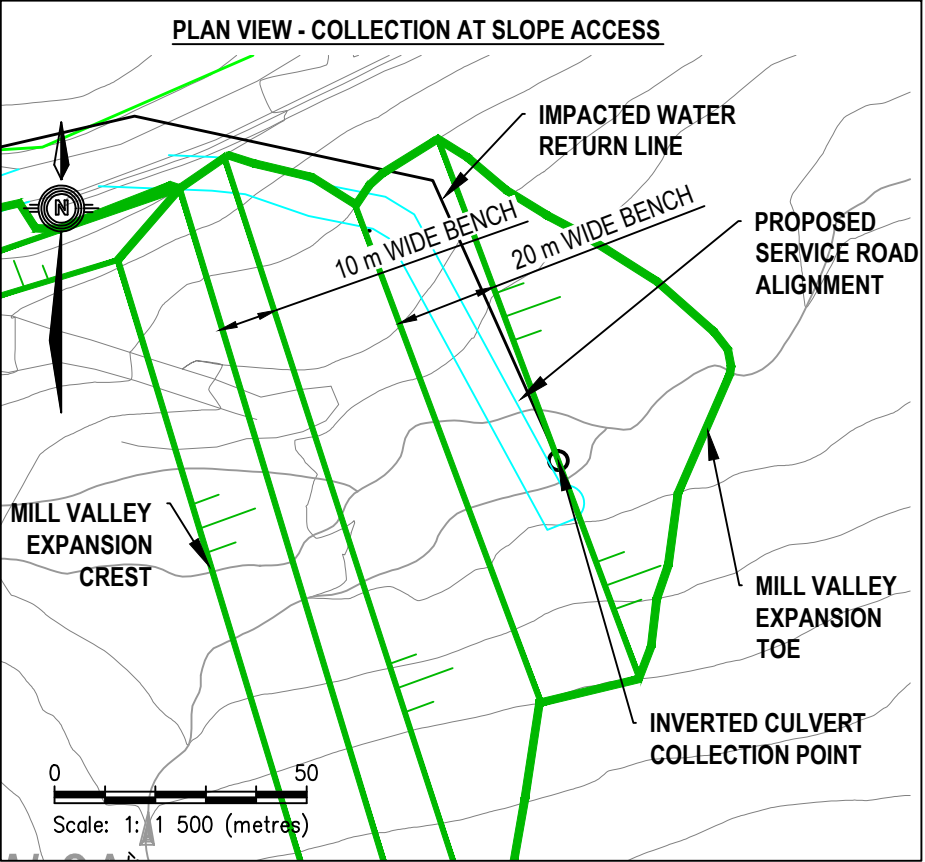 PLAN VIEW - COLLECTION AT SLOPE ACCESS
IMPACTED WATER
RETURN LINE
N
10 m WIDE BENCH
20 m WIDE BENCH
PROPOSED
SERVICE ROAD
ALIGNMENT
MILL VALLEY
EXPANSION
CREST
MILL VALLEY
EXPANSION
TOE
INVERTED CULVERT
COLLECTION POINT
0 50
Scale: 1: 1 500 (metres)